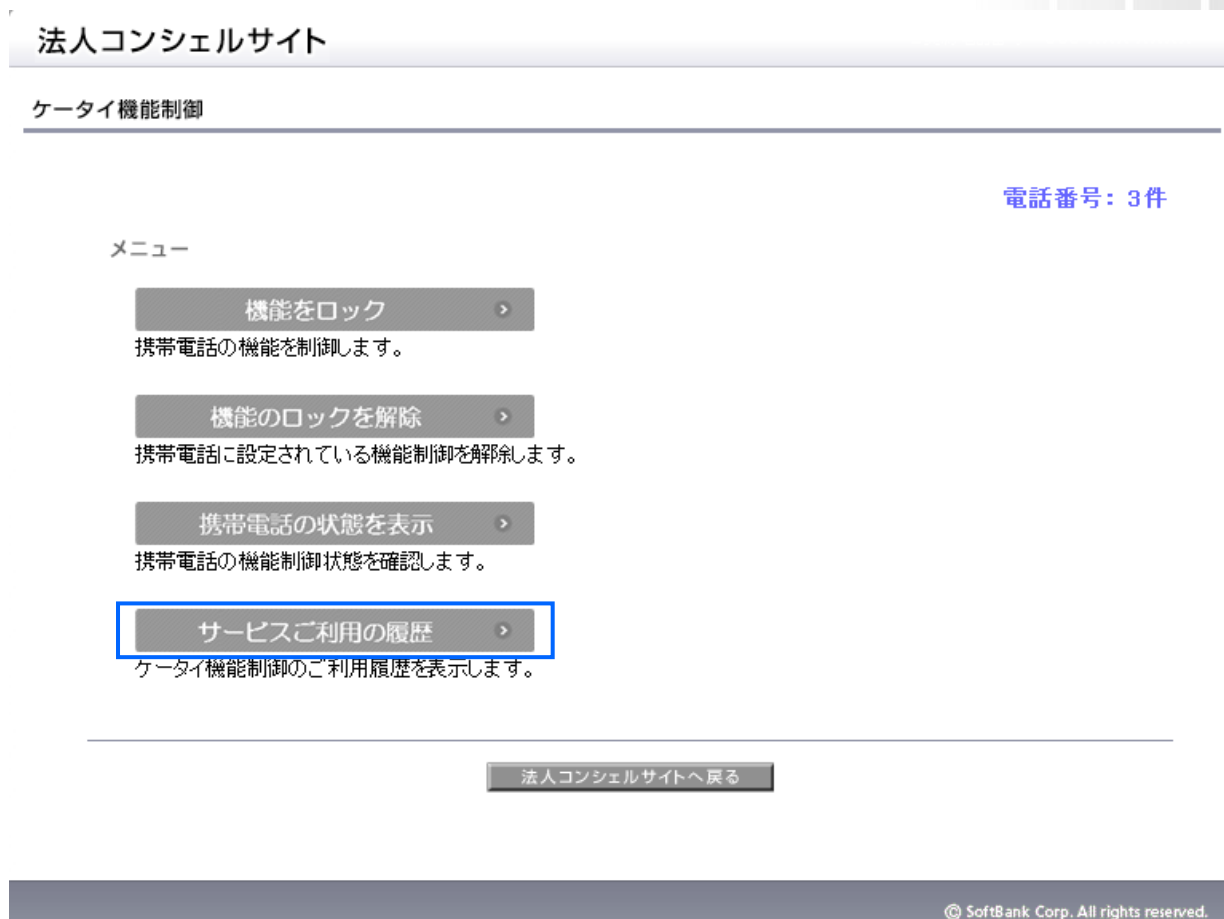 法人コンシェルサイト
ケータイ機能制御
電話番号：3件
メニュー
機能をロック
携帯電話の機能を制御します。
機能のロックを解除
携帯電話に設定されている機能制御を解除します。
携帯電話の状態を表示
携帯電話の機能制御状態を確認します。
サービスご利用の履歴
ケータイ機能制御のご利用履歴を表示します。
法人コンシェルサイトへ戻る
© SoftBank Corp. All rights reserved.